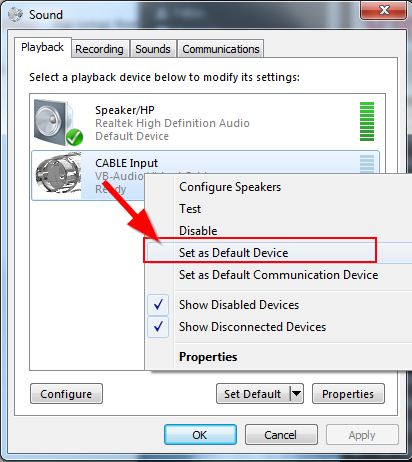 Sound
Playback
Recording
Sounds
Communications
Select a playback device below to modify its settings:
Speaker/HP
Realtek High Definition Audio
Default Device
CABLE Input
VB-Audio Virtual Cable
Ready
Configure Speakers
Test
Disable
Set as Default Device
Set as Default Communication Device
Show Disabled Devices
Show Disconnected Devices
Properties
Configure
Set Default
Properties
OK
Cancel
Apply